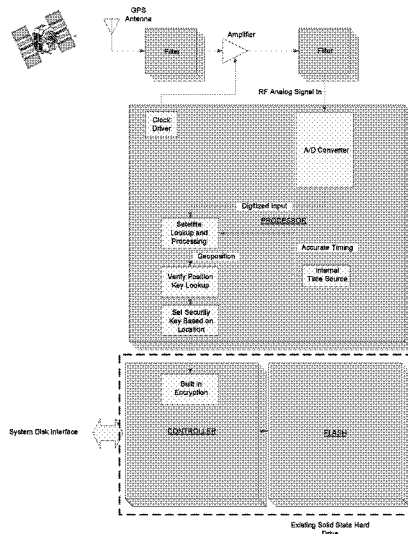 GPS
Antenna
Filter
Amplifier
Filter
RF Analog Signal In
Clock
Driver
A/D Converter
Digitized Input
PROCESSOR
Satellite
Lookup and
Processing
Accurate Timing
Geoposition
Internal
Time Source
Verify Position
Key Lookup
Set Security
Key Based on
Location
Built in
Encryption
System Disk Interface
CONTROLLER
FLASH
Existing Solid State Hard
Drive